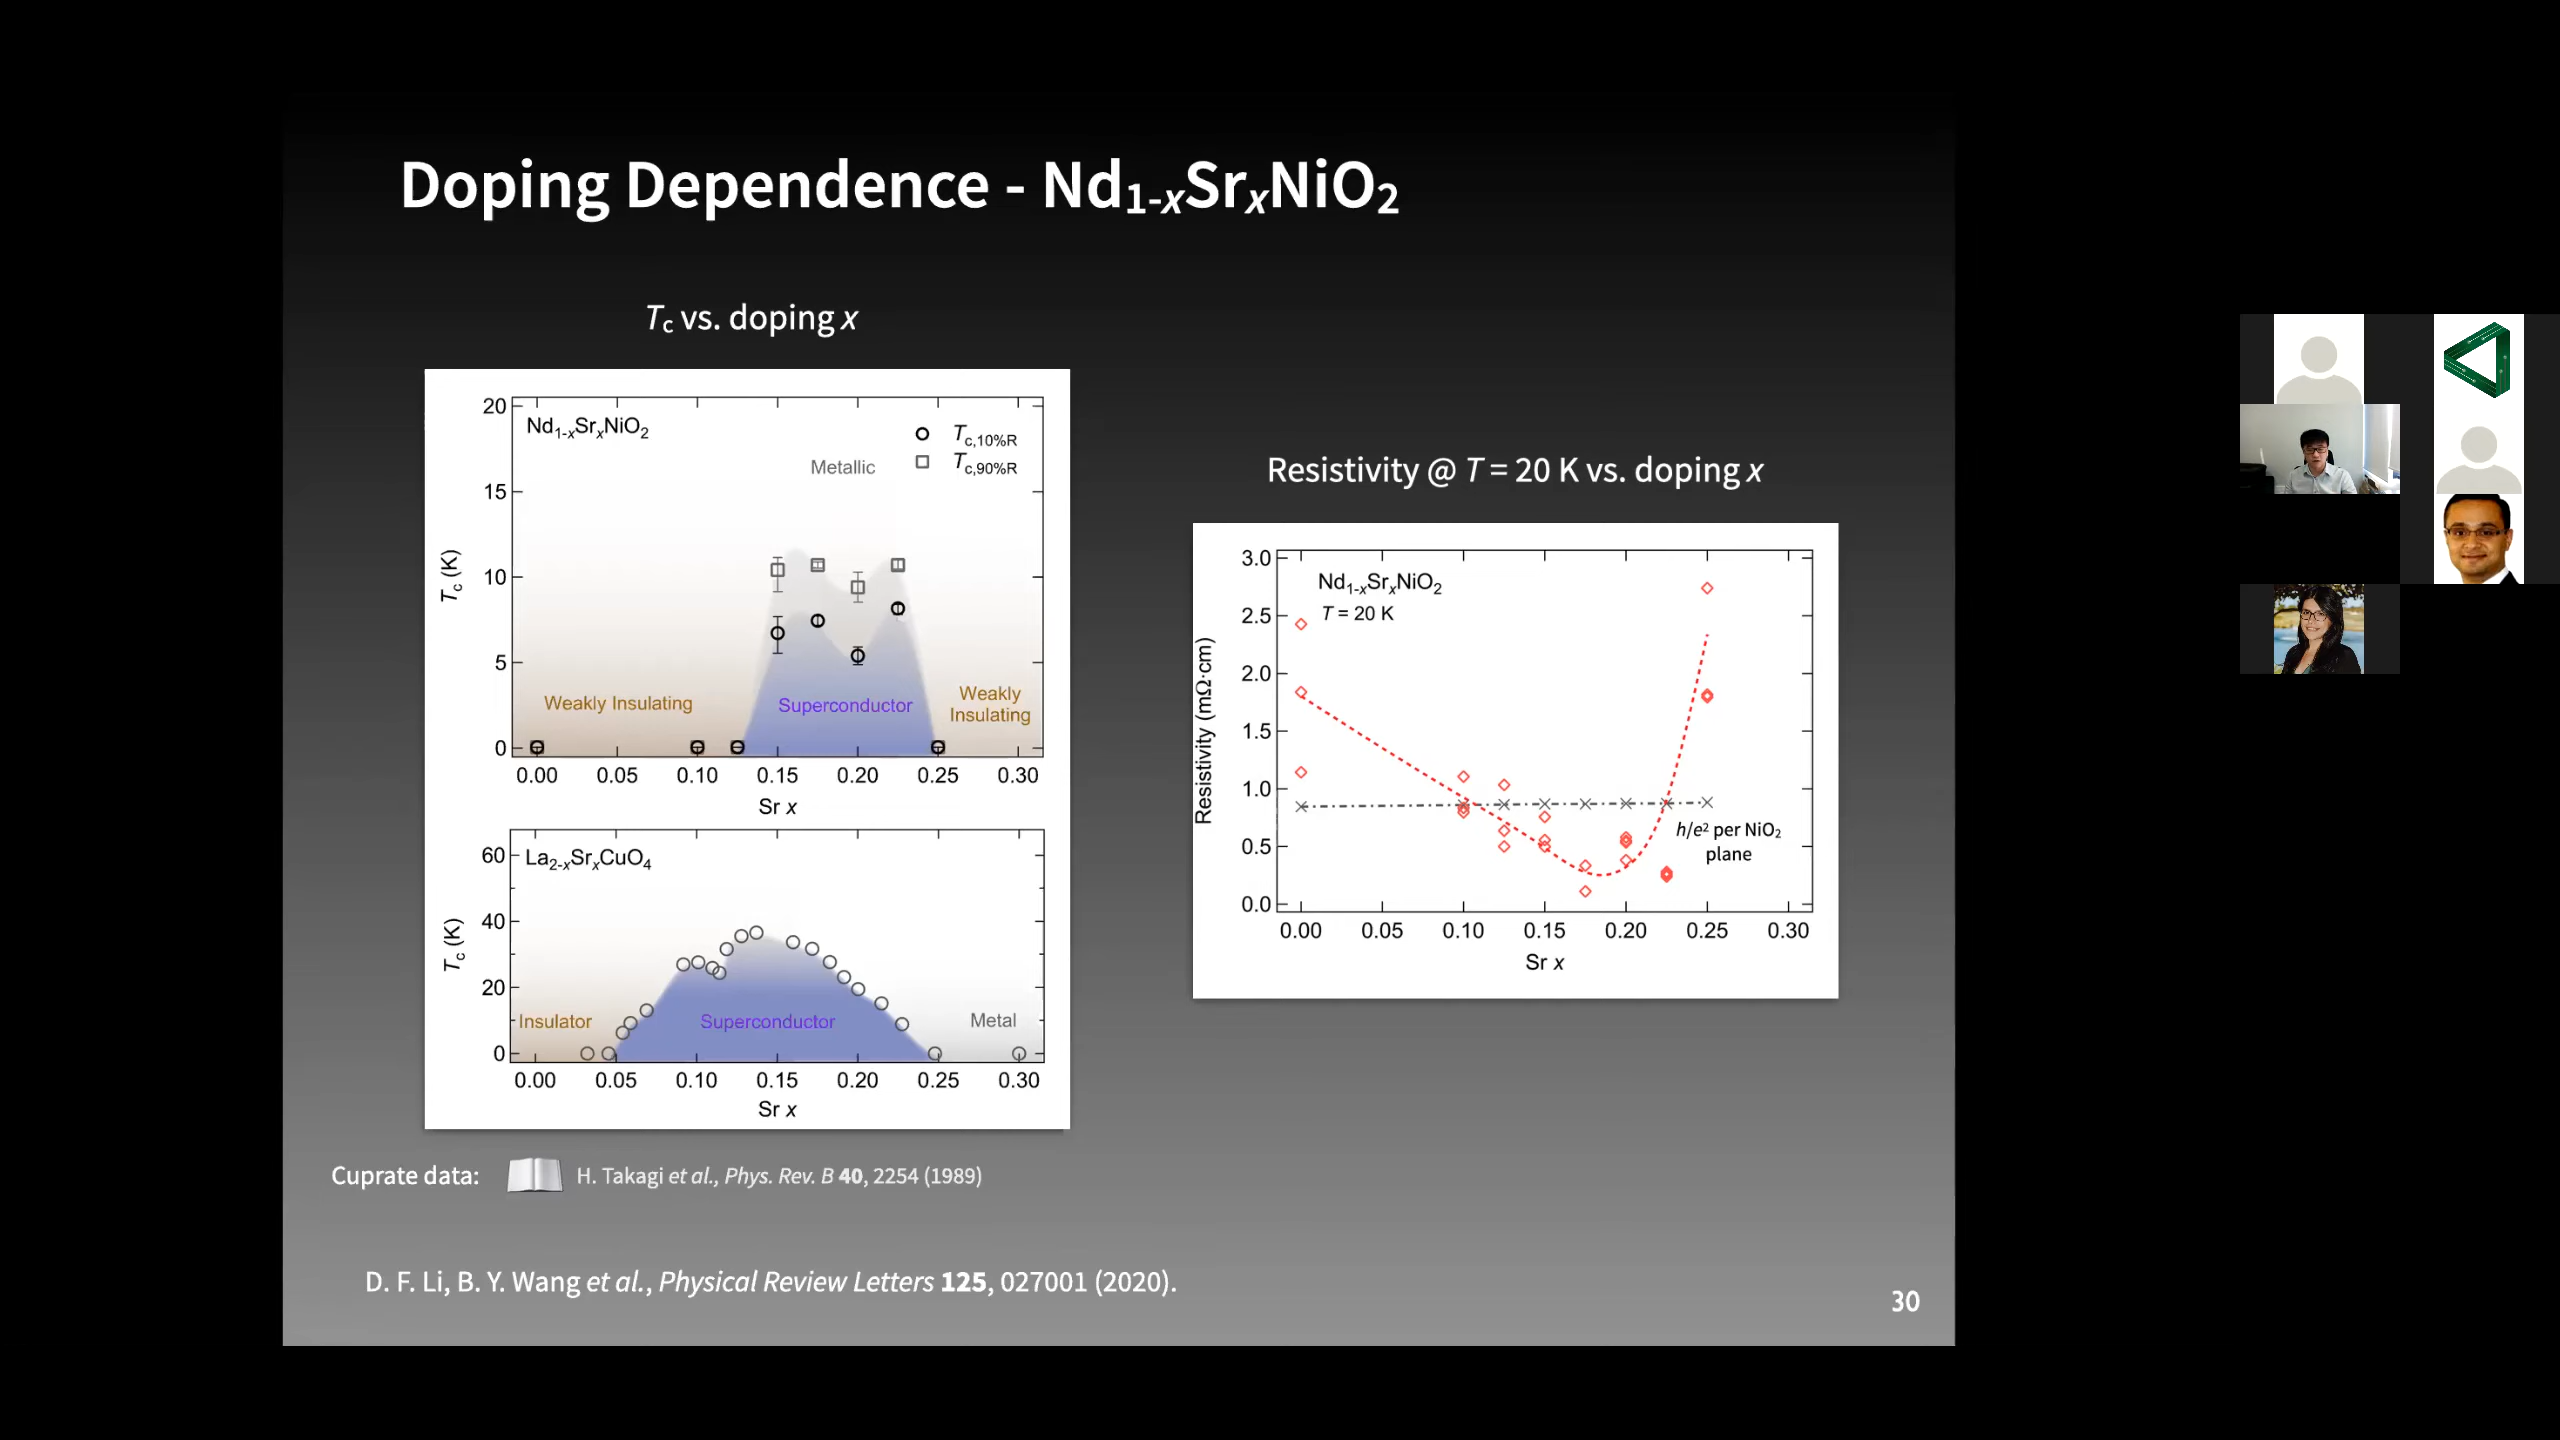 Doping Dependence - Nd1-xSrxNiO2
Tc vs. doping x
20
15
10
5
0
Tc (K)
Nd1-xSrxNiO2
Tc,10%R
Tc,90%R
Metallic
Weakly Insulating
Superconductor
Weakly
Insulating
0.00 0.05 0.10 0.15 0.20 0.25 0.30
Sr x
60
40
20
0
Tc (K)
La2-xSrxCuO4
Insulator
Superconductor
Metal
0.00 0.05 0.10 0.15 0.20 0.25 0.30
Sr x
Resistivity @ T = 20 K vs. doping x
3.0
2.5
2.0
1.5
1.0
0.5
0.0
Resistivity (mΩ·cm)
Nd1-xSrxNiO2
T = 20 K
h/e2 per NiO2
plane
0.00 0.05 0.10 0.15 0.20 0.25 0.30
Sr x
Cuprate data: H. Takagi et al., Phys. Rev. B 40, 2254 (1989)
D. F. Li, B. Y. Wang et al., Physical Review Letters 125, 027001 (2020).
30